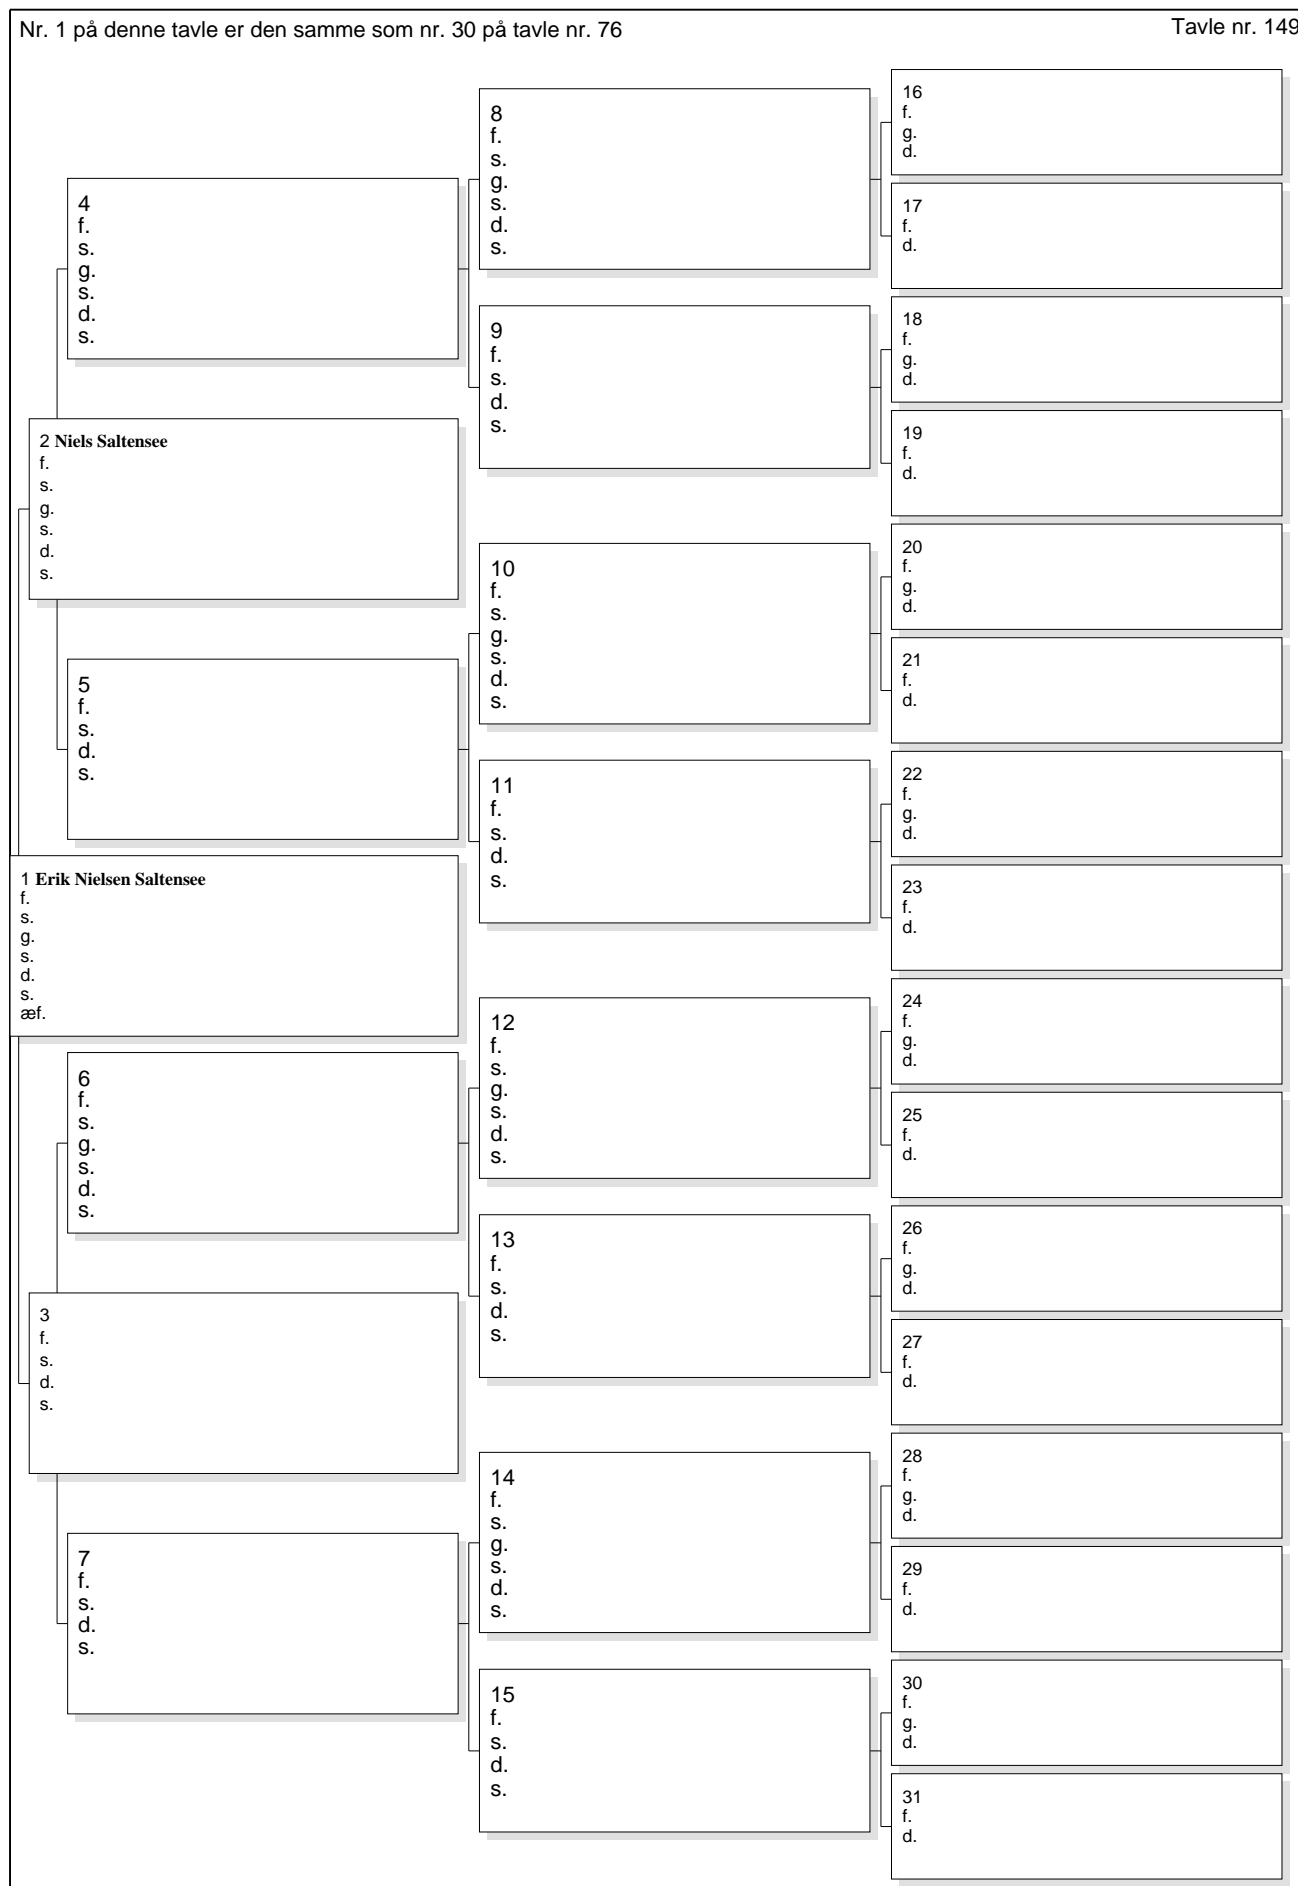 Nr. 1 på denne tavle er den samme som nr. 30 på tavle nr. 76
Tavle nr. 149
1 Erik Nielsen Saltensee
f.
s.
g.
s.
d.
s.
æf.
2 Niels Saltensee
f.
s.
g.
s.
d.
s.
3
f.
s.
d.
s.
4
f.
s.
g.
s.
d.
s.
5
f.
s.
d.
s.
6
f.
s.
g.
s.
d.
s.
7
f.
s.
d.
s.
8
f.
s.
g.
s.
d.
s.
9
f.
s.
d.
s.
10
f.
s.
g.
s.
d.
s.
11
f.
s.
d.
s.
12
f.
s.
g.
s.
d.
s.
13
f.
s.
d.
s.
14
f.
s.
g.
s.
d.
s.
15
f.
s.
d.
s.
16
f.
g.
d.
17
f.
d.
18
f.
g.
d.
19
f.
d.
20
f.
g.
d.
21
f.
d.
22
f.
g.
d.
23
f.
d.
24
f.
g.
d.
25
f.
d.
26
f.
g.
d.
27
f.
d.
28
f.
g.
d.
29
f.
d.
30
f.
g.
d.
31
f.
d.